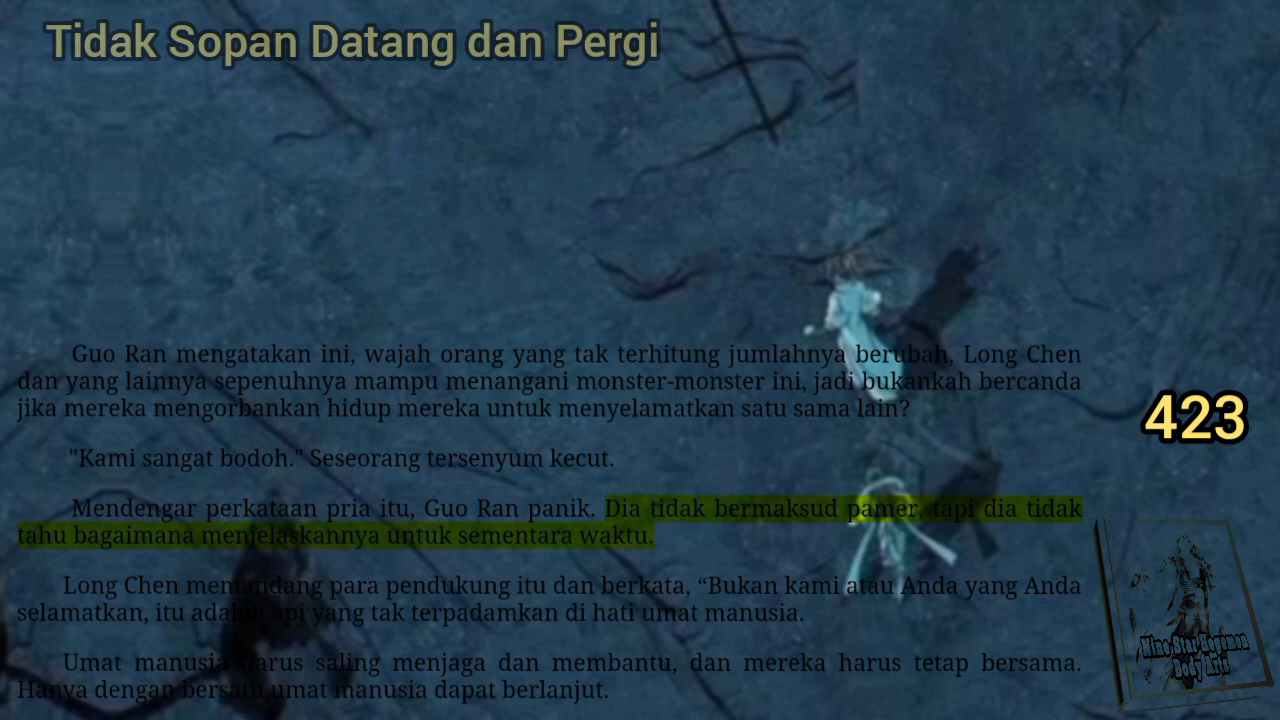 Tidak Sopan Datang dan Pergi
Guo Ran mengatakan ini, wajah orang yang tak terhitung jumlahnya berubah, Long Chen
dan yang lainnya sepenuhnya mampu menangani monster-monster ini, jadi bukankah bercanda
jika mereka mengorbankan hidup mereka untuk menyelamatkan satu sama lain?
"Kami sangat bodoh." Seseorang tersenyum kecut.
Mendengar perkataan pria itu, Guo Ran panik. Dia tidak bermaksud pamer, tapi dia tidak
tahu bagaimana menjelaskannya untuk sementara waktu.
Long Chen memandang para pendukung itu dan berkata, “Bukan kami atau Anda yang Anda
selamatkan, itu adalah api yang tak terpadamkan di hati umat manusia.
Umat manusia harus saling menjaga dan membantu, dan mereka harus tetap bersama.
Hanya dengan bersatu umat manusia dapat berlanjut.
423
Nine Star Hegemon
Body Arts